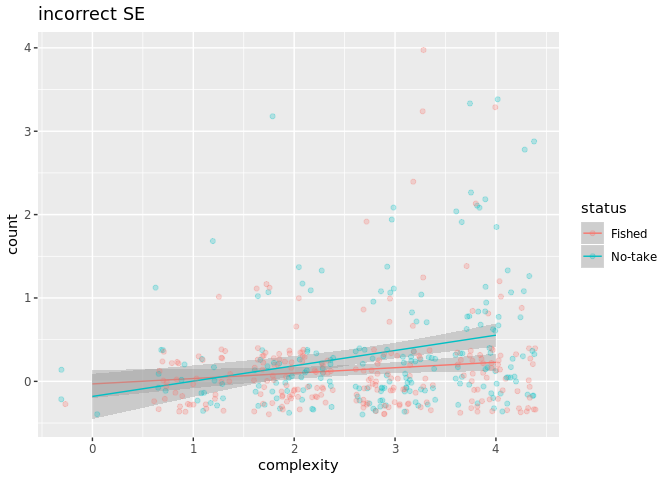 incorrect SE
4
3
2
1
0
count
0 1 2 3 4
complexity
status
Fished
No-take